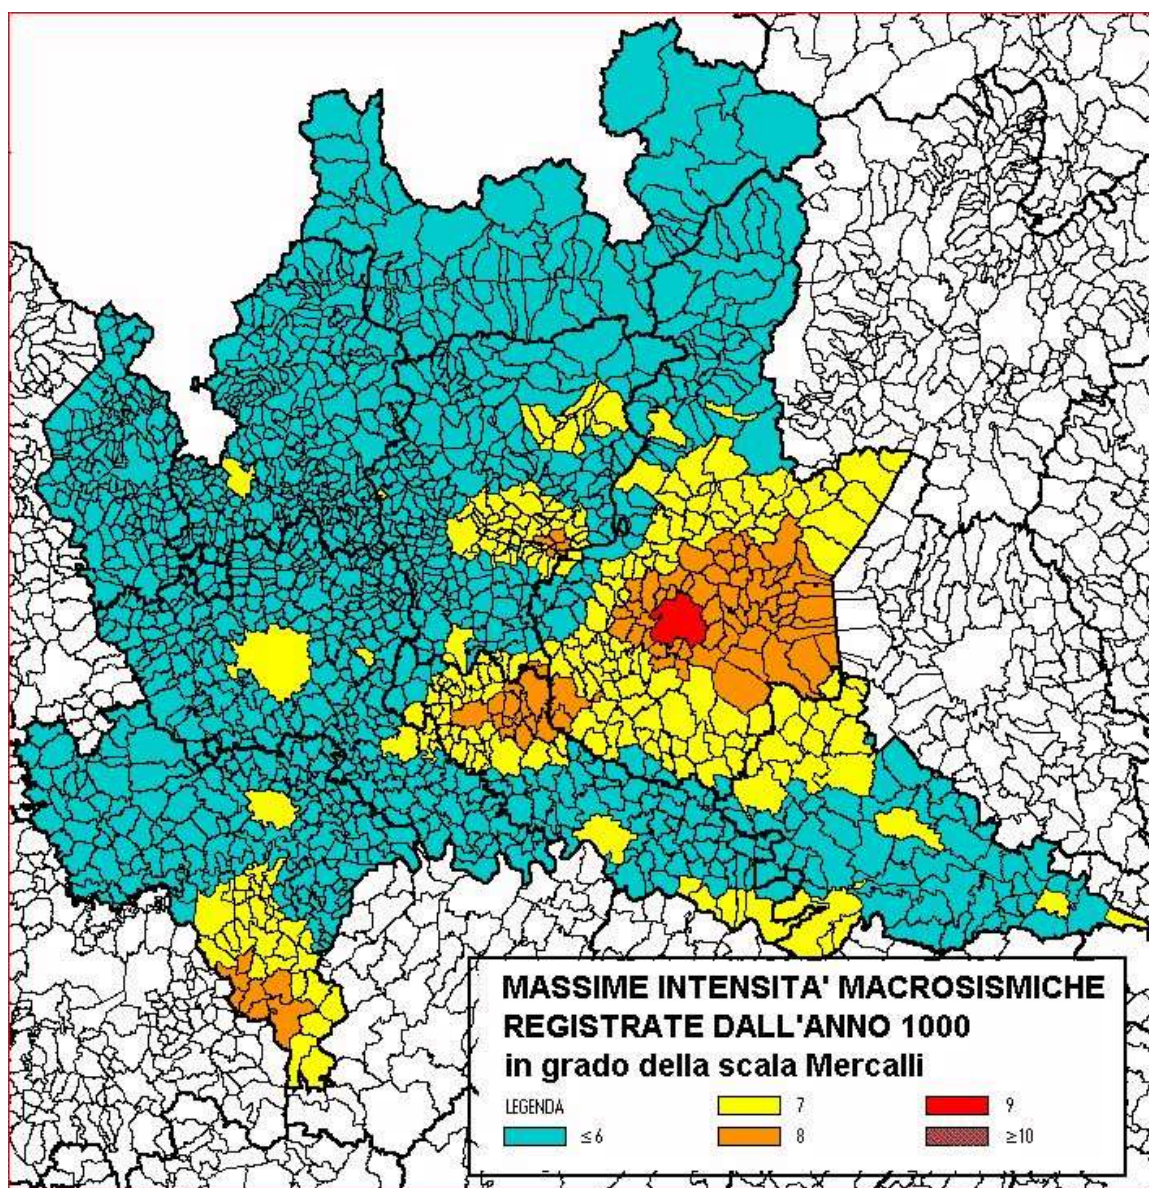 MASSIME INTENSITA' MACROSISMICHE
REGISTRATE DALL'ANNO 1000
in grado della scala Mercalli
LEGENDA
7
9
≤6
8
≥10